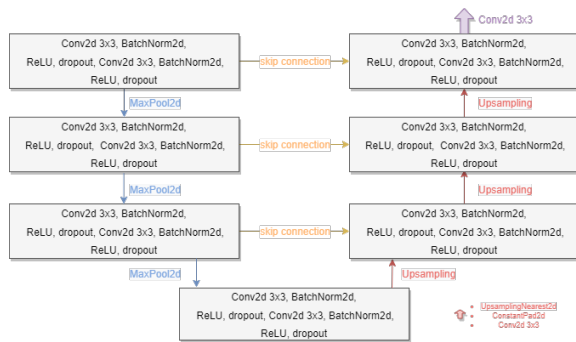 Conv2d 3x3
Conv2d 3x3, BatchNorm2d,
ReLU, dropout, Conv2d 3x3, BatchNorm2d,
ReLU, dropout
skip connection
Conv2d 3x3, BatchNorm2d,
ReLU, dropout, Conv2d 3x3, BatchNorm2d,
ReLU, dropout
MaxPool2d
Upsampling
Conv2d 3x3, BatchNorm2d,
ReLU, dropout, Conv2d 3x3, BatchNorm2d,
ReLU, dropout
skip connection
Conv2d 3x3, BatchNorm2d,
ReLU, dropout, Conv2d 3x3, BatchNorm2d,
ReLU, dropout
MaxPool2d
Upsampling
Conv2d 3x3, BatchNorm2d,
ReLU, dropout, Conv2d 3x3, BatchNorm2d,
ReLU, dropout
skip connection
Conv2d 3x3, BatchNorm2d,
ReLU, dropout, Conv2d 3x3, BatchNorm2d,
ReLU, dropout
MaxPool2d
Upsampling
Conv2d 3x3, BatchNorm2d,
ReLU, dropout, Conv2d 3x3, BatchNorm2d,
ReLU, dropout
• UpsamplingNearest2d
• ConstantPad2d
• Conv2d 3x3